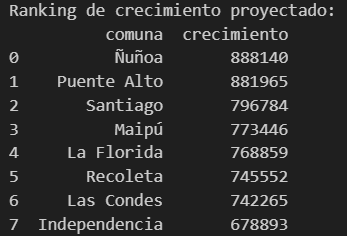 Ranking de crecimiento proyectado:
comuna crecimiento
0 Ñuñoa 888140
1 Puente Alto 881965
2 Santiago 796784
3 Maipú 773446
4 La Florida 768859
5 Recoleta 745552
6 Las Condes 742265
7 Independencia 678893